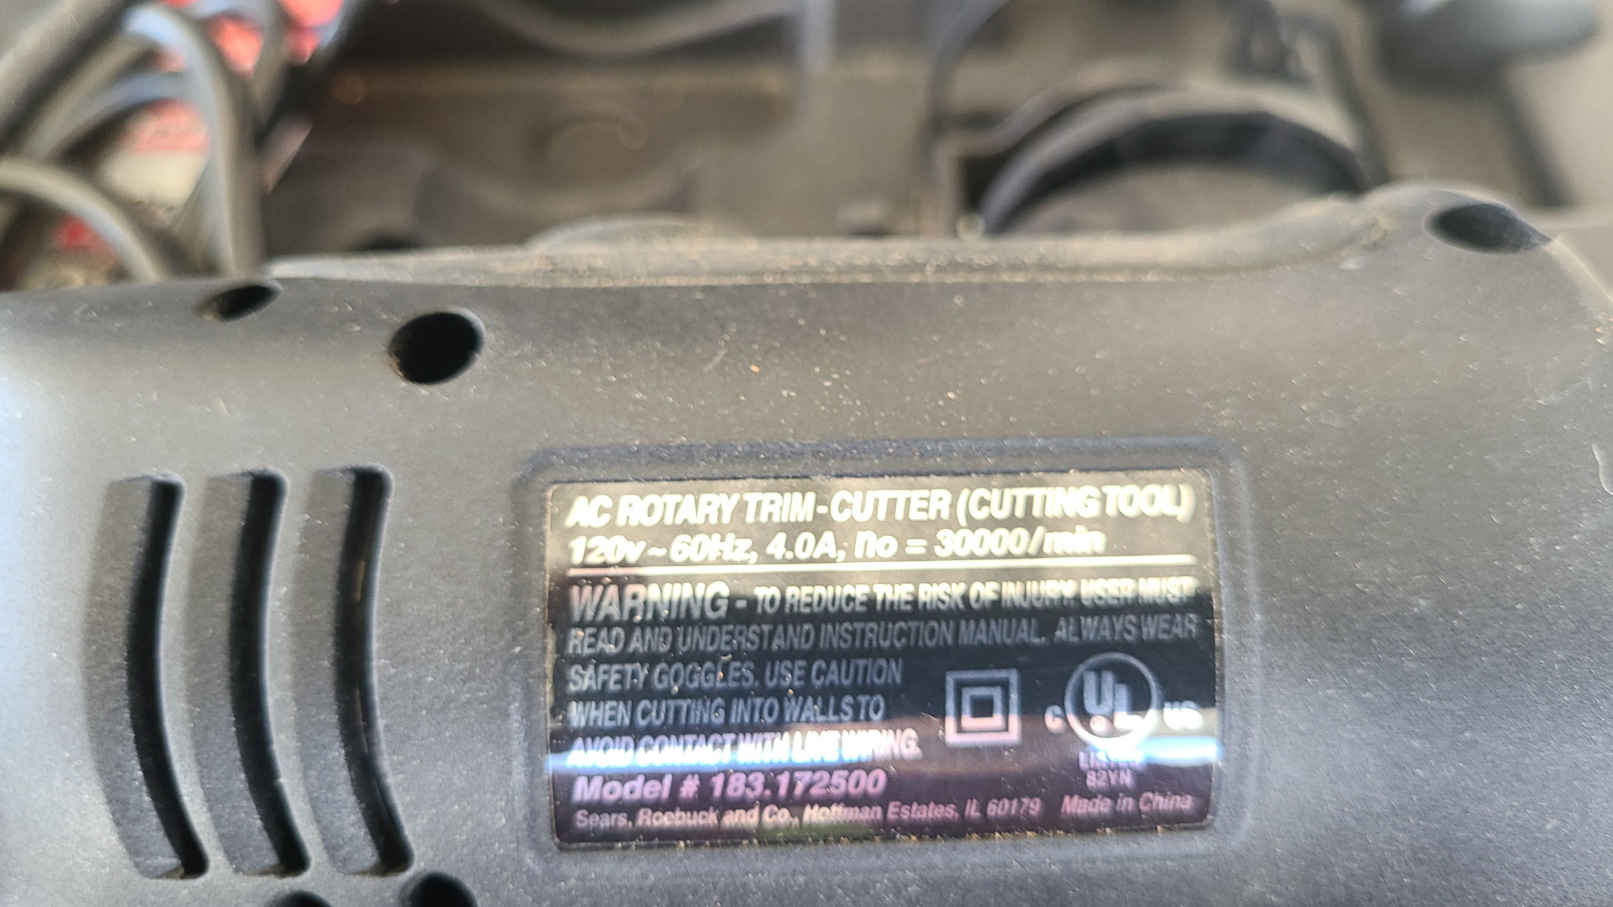 AC ROTARY TRIM-CUTTER (CUTTING TOOL)
120v~60Hz, 4.0A, no = 30000/min
WARNING - TO REDUCE THE RISK OF INJURY. USER MUST
READ AND UNDERSTAND INSTRUCTION MANUAL. ALWAYS WEAR
SAFETY GOGGLES. USE CAUTION
WHEN CUTTING INTO WALLS TO
AVOID CONTACT WITH LIVE WIRING.
C UL US
LISTED
82YN
Model # 183.172500
Sears, Roebuck and Co., Hoffman Estates, IL 60179 Made in China